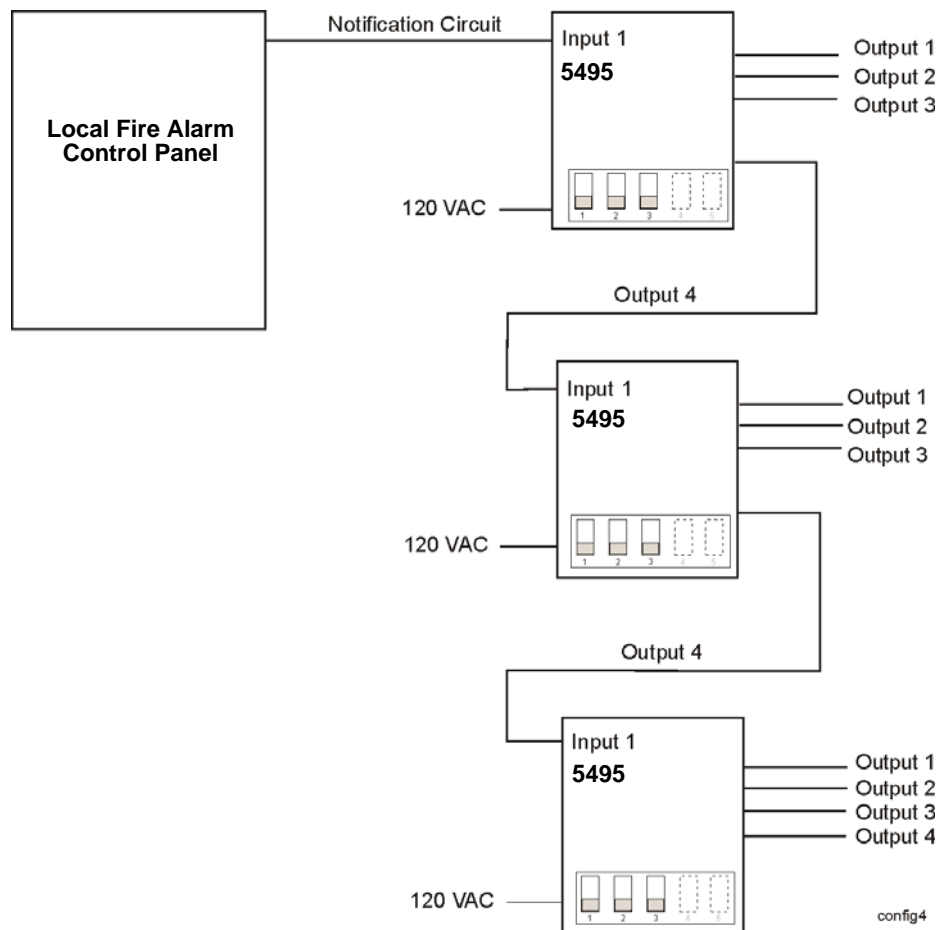 Notification Circuit
Local Fire Alarm
Control Panel
Input 1
5495
Output 1
Output 2
Output 3
1 2 3 4 5
120 VAC
Output 4
Input 1
5495
Output 1
Output 2
Output 3
1 2 3 4 5
120 VAC
Output 4
Input 1
5495
Output 1
Output 2
Output 3
Output 4
1 2 3 4 5
120 VAC
config4